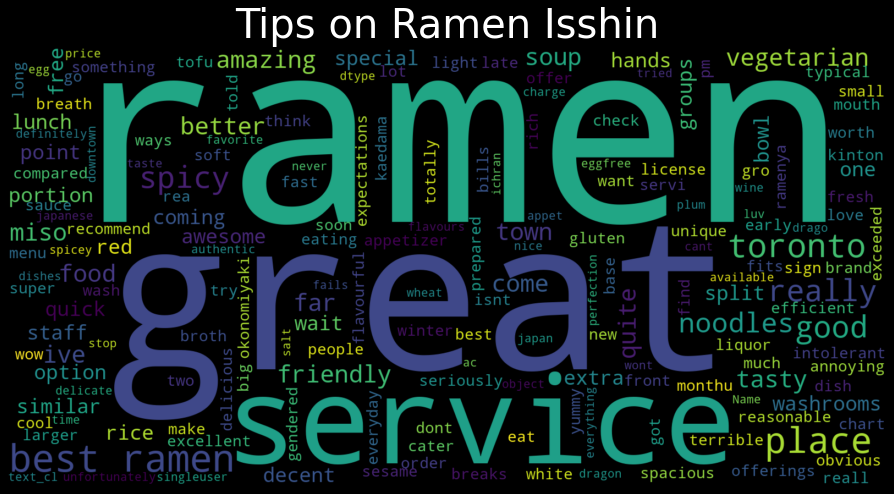 Tips on Ramen Isshin
ramen
great
service
best ramen
place
toronto
really
good
noodles
spicy
miso
friendly
tasty
better
amazing
special
soup
hands
vegetarian
typical
small
mouth
worth
kinton
one
fresh
love
exceeded
early
drago
unique
luv
brand
fits
sign
available
split
efficient
liquor
intolerant
much
annoying
dish
monthu
washrooms
Name
reasonable
chart
terrible
obvious
offerings
reall
spacious
white
dragon
got
everything
yummy
extra
front
wont
seriously
object
eat
breaks
cater
dont
order
sesame
everyday
gendered
decent
excellent
make
rice
two
delicious
larger
time
cool
similar
delicate
option
stop
wow
ive
staff
quick
wash
try
super
dishes
food
menu
spicey
red
recommend
awesome
authentic
japanese
sauce
portion
compared
downtown
point
definitely
lunch
breath
long
egg
price
go
free
something
tofu
told
ways
taste
soft
rea
coming
favorite
think
never
fast
lot
dtype
light
late
kaedama
expectations
totally
bills
rich
ichran
offer
charge
tried
check
eggfree
want
license
servi
groups
pm
gro
bowl
ramenya
plum
wine
cant
find
quite
gluten
town
come
nice
appet
flavours
appetizer
prepared
isnt
base
perfection
new
japan
best
ac
winter
flavourful
wheat
fails
far
wait
people
salt
soon
eating
okonomiyaki
big
broth
text_cl
unfortunately
singleuser